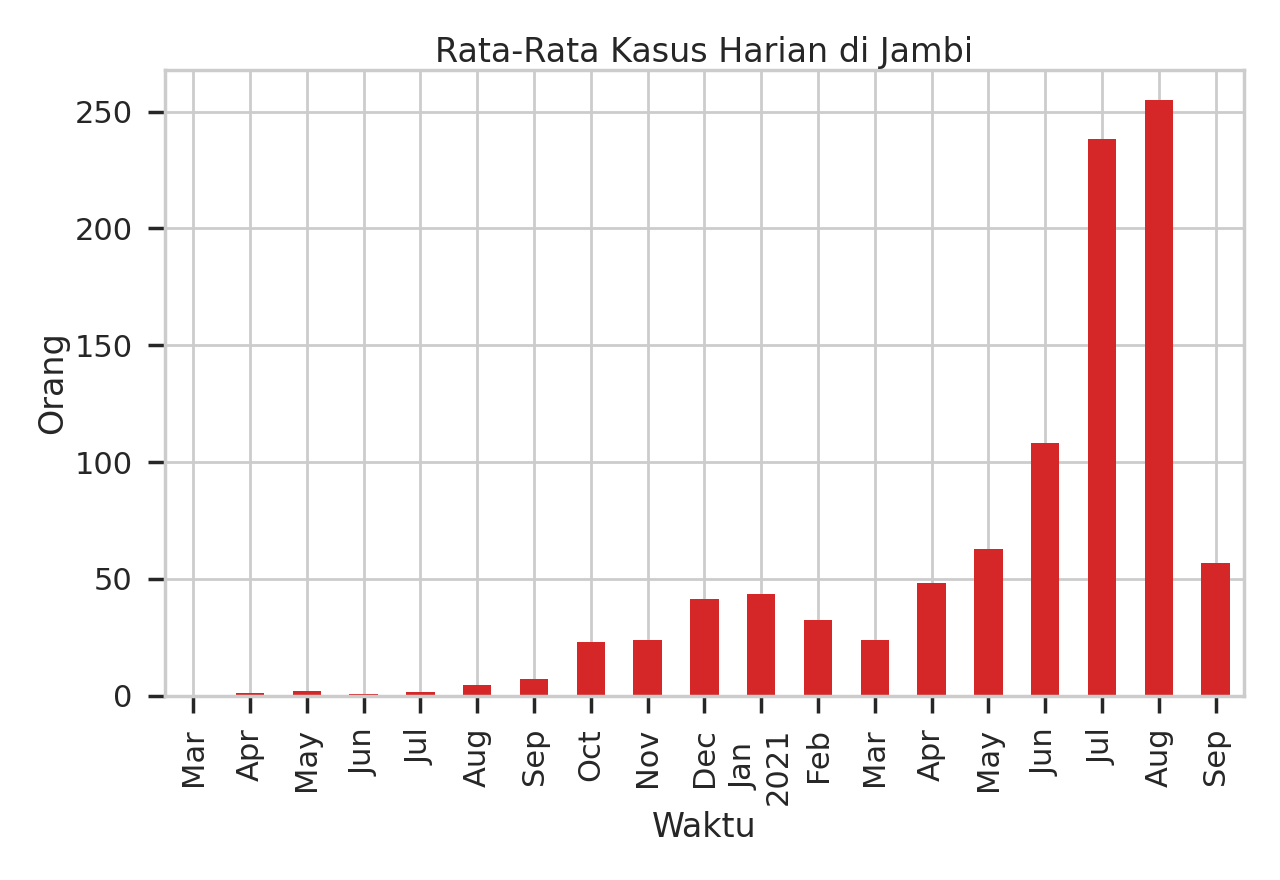 Rata-Rata Kasus Harian di Jambi
Orang
250
200
150
100
50
0
Mar
Apr
May
Jun
Jul
Aug
Sep
Oct
Nov
Dec
Jan
2021
Feb
Mar
Apr
May
Jun
Jul
Aug
Sep
Waktu